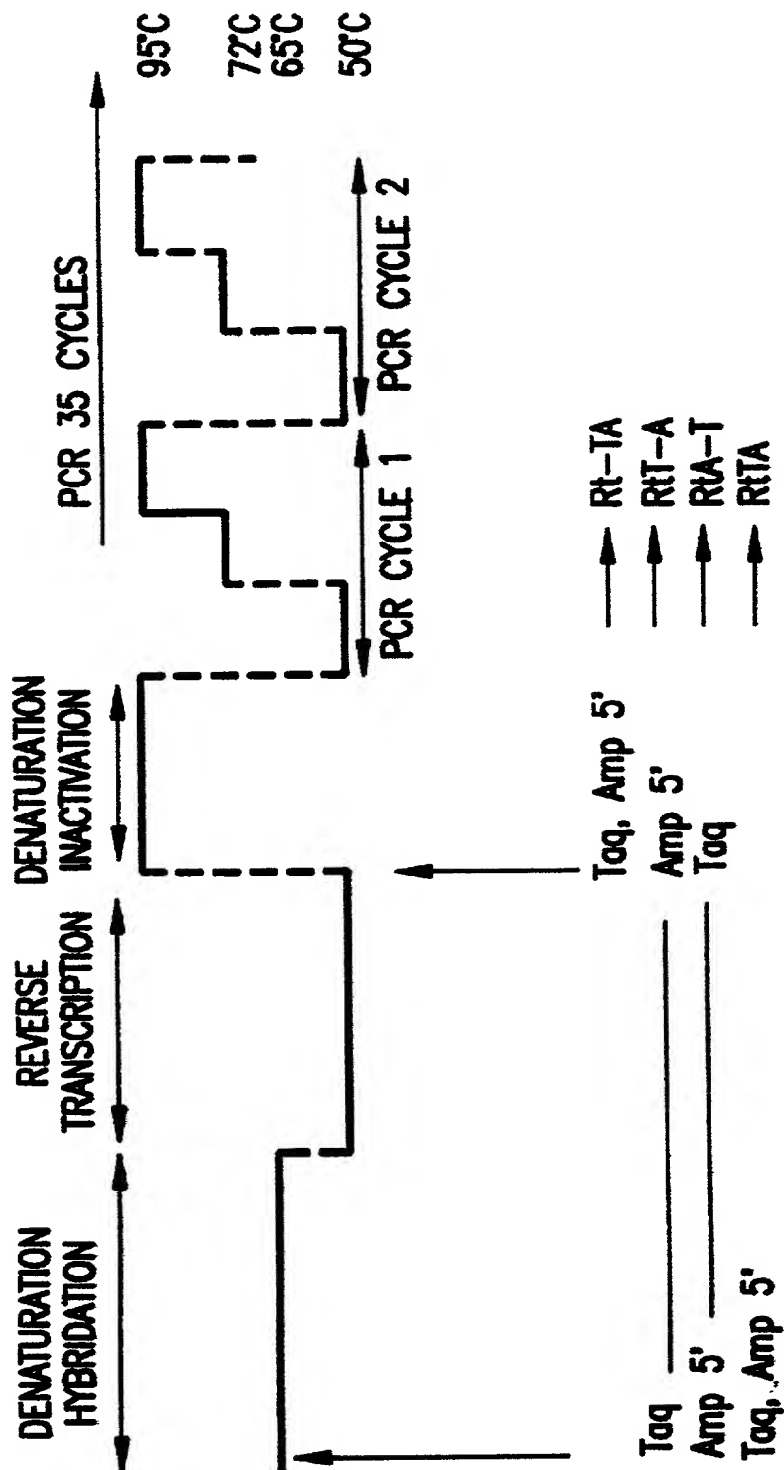 PCR 35 CYCLES
95°C
72°C
65°C
50°C
DENATURATION
HYBRIDATION
REVERSE
TRANSCRIPTION
DENATURATION
INACTIVATION
PCR CYCLE 1
PCR CYCLE 2
Taq, Amp 5' Rt-TA
Taq Amp 5' RtT-A
Amp 5' Taq RtA-T
Taq, Amp 5' RtTA